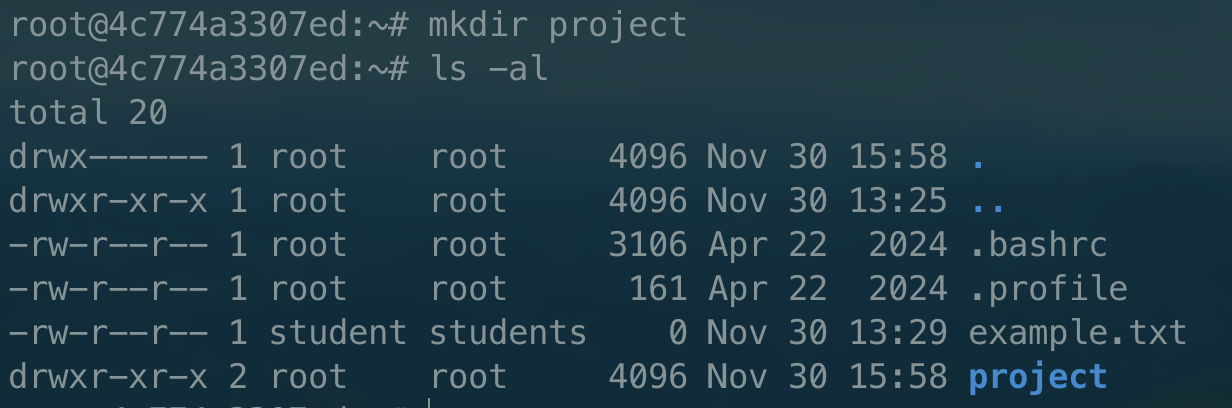 root@4c774a3307ed:~# mkdir project
root@4c774a3307ed:~# ls -al
total 20
drwx------ 1 root    root     4096 Nov 30 15:58 .
drwxr-xr-x 1 root    root     4096 Nov 30 13:25 ..
-rw-r--r-- 1 root    root     3106 Apr 22  2024 .bashrc
-rw-r--r-- 1 root    root      161 Apr 22  2024 .profile
-rw-r--r-- 1 student students    0 Nov 30 13:29 example.txt
drwxr-xr-x 2 root    root     4096 Nov 30 15:58 project